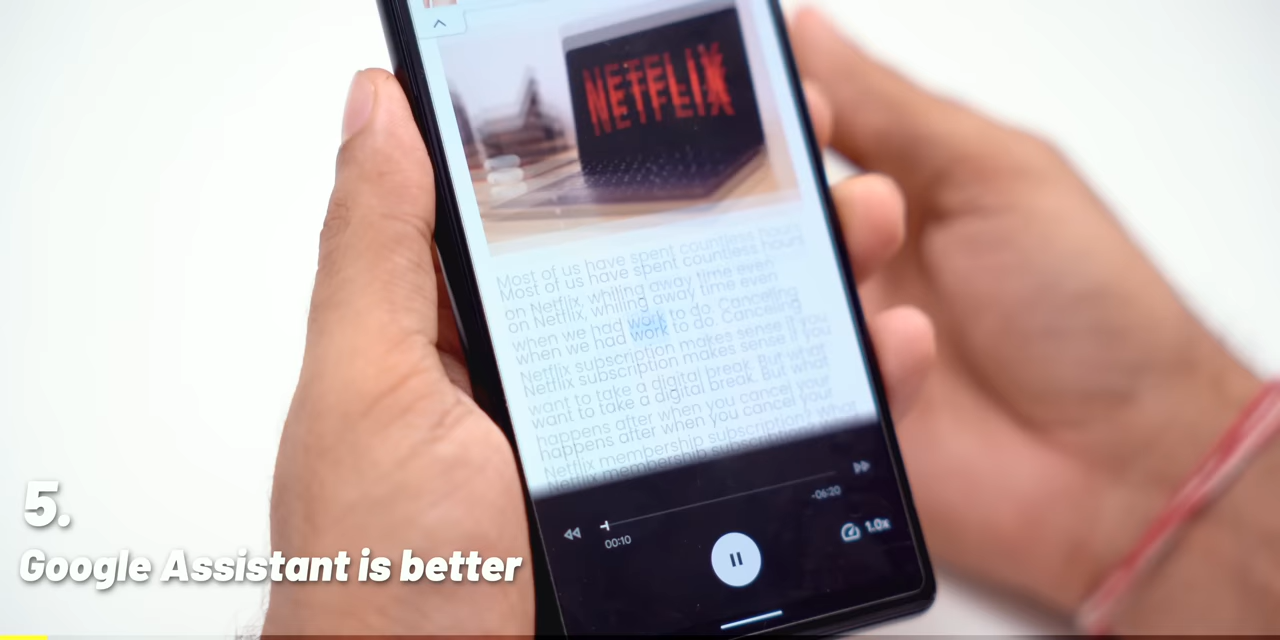 NETFLIX
Most of us have spent countless hours
on Netflix, whiling away time even
when we had work to do. Canceling
Netflix subscription makes sense if you
want to take a digital break. But what
happens after you cancel your
Netflix membership subscription? What
00:10
-06:20
1.0x
5.
Google Assistant is better